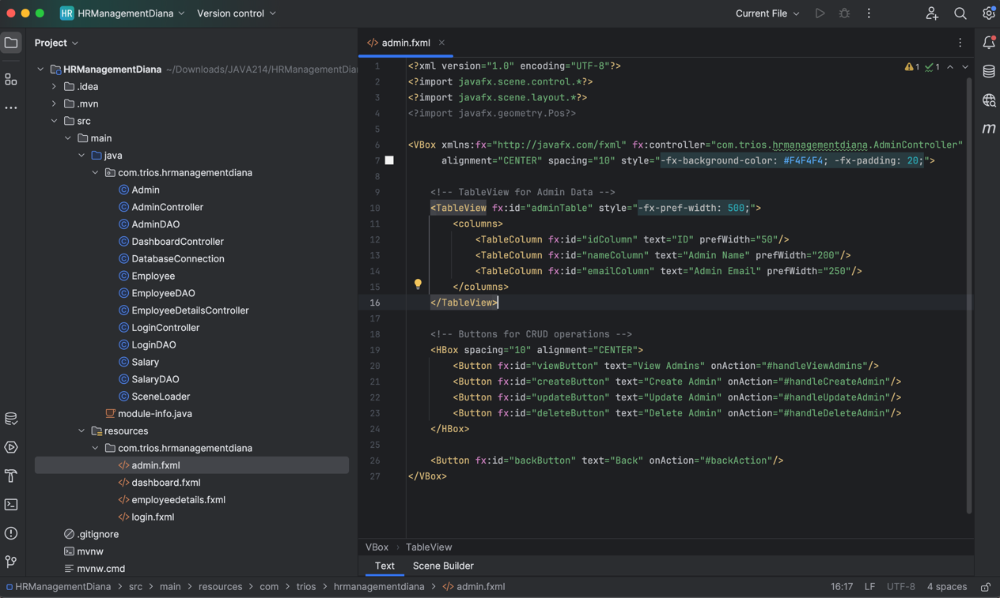 HR HRManagementDiana Version control Current File
Project
admin.fxml
HRManagementDiana ~/Downloads/JAVA214/HRManagementDian
.idea
.mvn
src
main
java
com.trios.hrmanagementdiana
C Admin
C AdminController
C AdminDAO
C DashboardController
C DatabaseConnection
C Employee
C EmployeeDAO
C EmployeeDetailsController
C LoginController
C LoginDAO
C Salary
C SalaryDAO
C SceneLoader
module-info.java
resources
com.trios.hrmanagementdiana
</> admin.fxml
</> dashboard.fxml
</> employeedetails.fxml
</> login.fxml
.gitignore
mvnw
mvnw.cmd
1 <?xml version="1.0" encoding="UTF-8"?>
2 <?import javafx.scene.control.*?>
3 <?import javafx.scene.layout.*?>
4 <?import javafx.geometry.Pos?>
5
6 <VBox xmlns:fx="http://javafx.com/fxml" fx:controller="com.trios.hrmanagementdiana.AdminController"
7 alignment="CENTER" spacing="10" style="-fx-background-color: #F4F4F4; -fx-padding: 20;">
8
9 <!-- TableView for Admin Data -->
10 <TableView fx:id="adminTable" style="-fx-pref-width: 500;">
11 <columns>
12 <TableColumn fx:id="idColumn" text="ID" prefWidth="50"/>
13 <TableColumn fx:id="nameColumn" text="Admin Name" prefWidth="200"/>
14 <TableColumn fx:id="emailColumn" text="Admin Email" prefWidth="250"/>
15 </columns>
16 </TableView>
17
18 <!-- Buttons for CRUD operations -->
19 <HBox spacing="10" alignment="CENTER">
20 <Button fx:id="viewButton" text="View Admins" onAction="#handleViewAdmins"/>
21 <Button fx:id="createButton" text="Create Admin" onAction="#handleCreateAdmin"/>
22 <Button fx:id="updateButton" text="Update Admin" onAction="#handleUpdateAdmin"/>
23 <Button fx:id="deleteButton" text="Delete Admin" onAction="#handleDeleteAdmin"/>
24 </HBox>
25
26 <Button fx:id="backButton" text="Back" onAction="#backAction"/>
27 </VBox>
1 1
m
VBox › TableView
Text Scene Builder
HRManagementDiana > src > main > resources > com > trios > hrmanagementdiana > </> admin.fxml 16:17 LF UTF-8 4 spaces